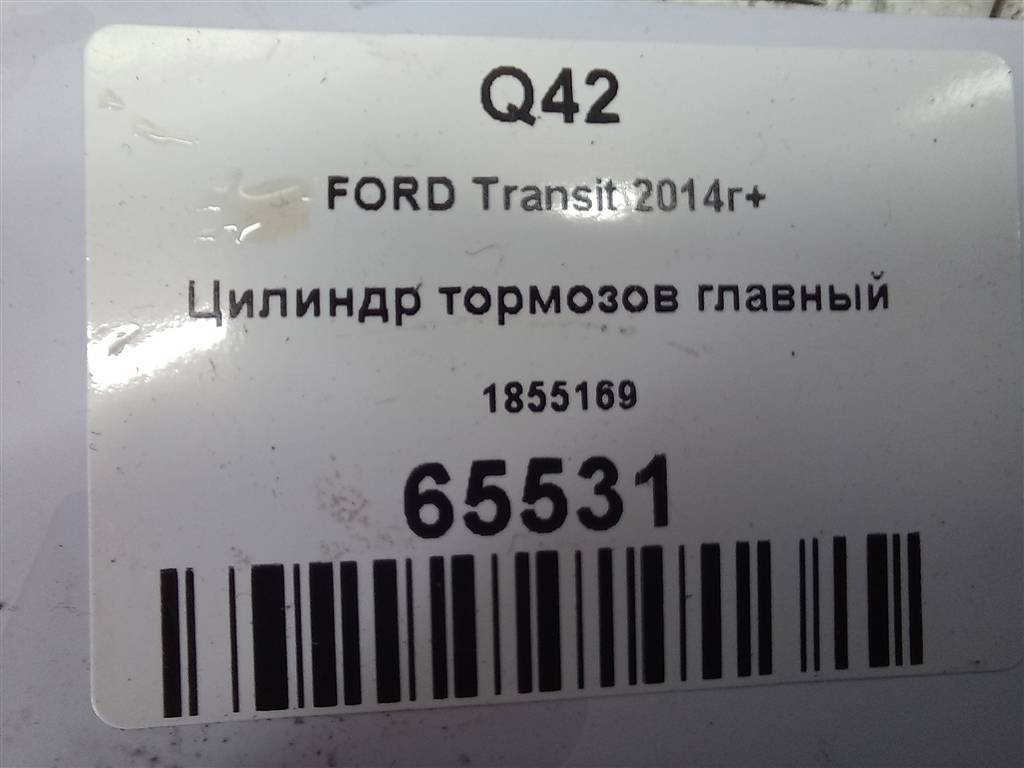 Q42
FORD Transit 2014г+
Цилиндр тормозов главный
1855169
65531